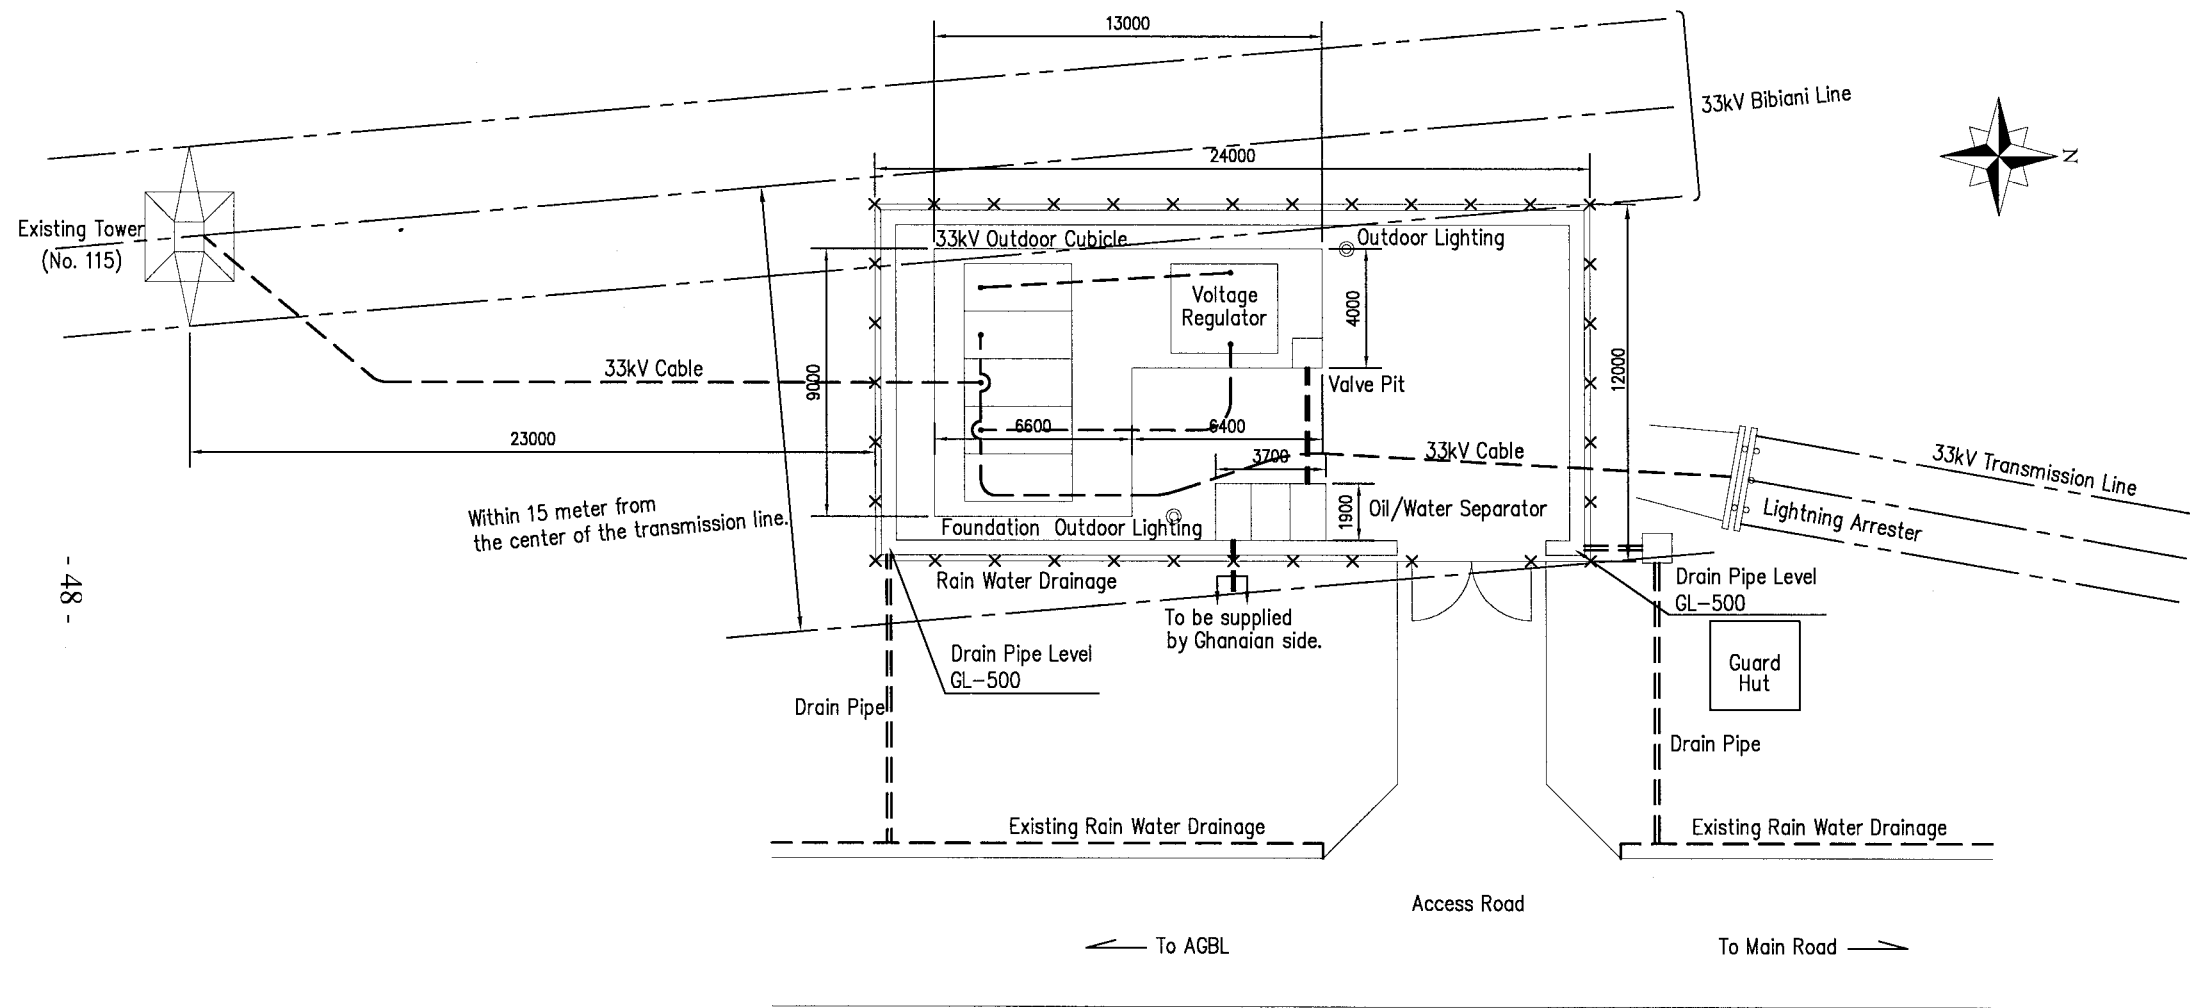 13000
33kV Bibiani Line
24000
N
Existing Tower
(No. 115)
33kV Outdoor Cubicle
Outdoor Lighting
Voltage
Regulator
4000
33kV Cable
9000
Valve Pit
12000
23000
6600
6400
33kV Cable
3700
33kV Transmission Line
Within 15 meter from
the center of the transmission line.
Foundation
Outdoor Lighting
1900
Oil/Water Separator
Lightning Arrester
Rain Water Drainage
Drain Pipe Level
GL-500
To be supplied
by Ghanaian side.
Drain Pipe Level
GL-500
Guard
Hut
Drain Pipe
Drain Pipe
Existing Rain Water Drainage
Existing Rain Water Drainage
Access Road
To AGBL
To Main Road
- 48 -